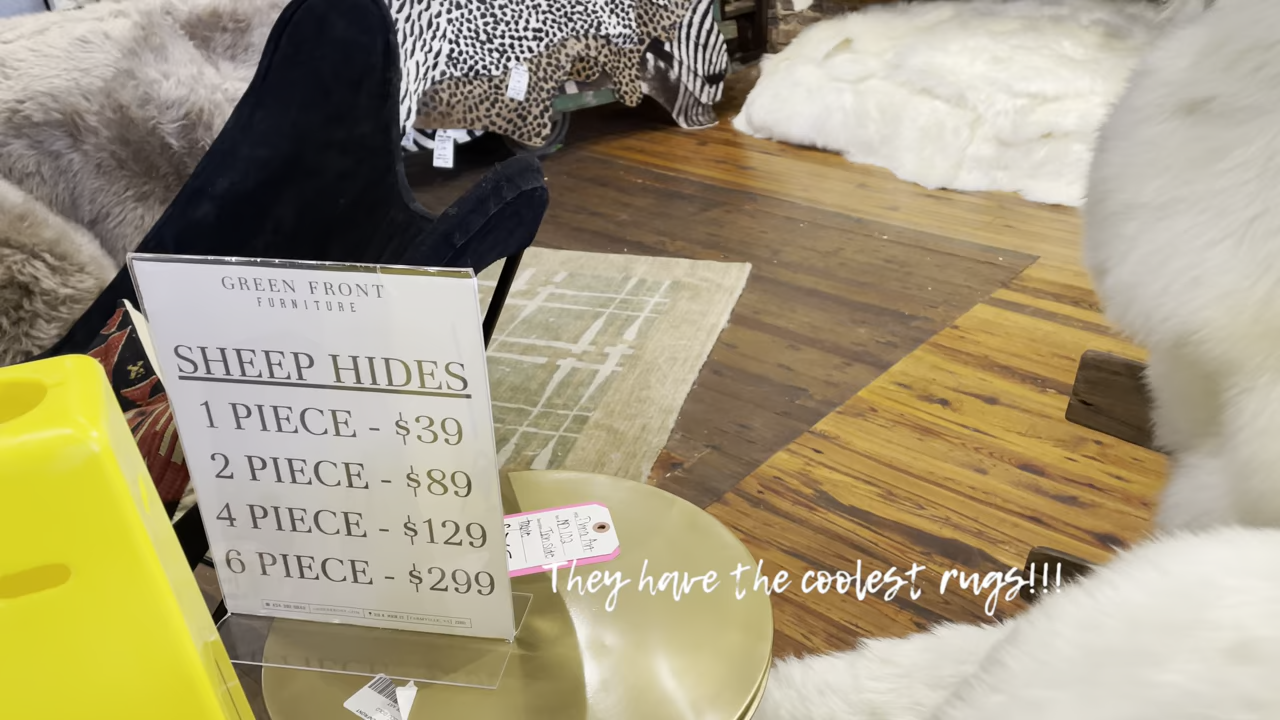 GREEN FRONT
FURNITURE
SHEEP HIDES
1 PIECE - $39
2 PIECE - $89
4 PIECE - $129
6 PIECE - $299
They have the coolest rugs!!!